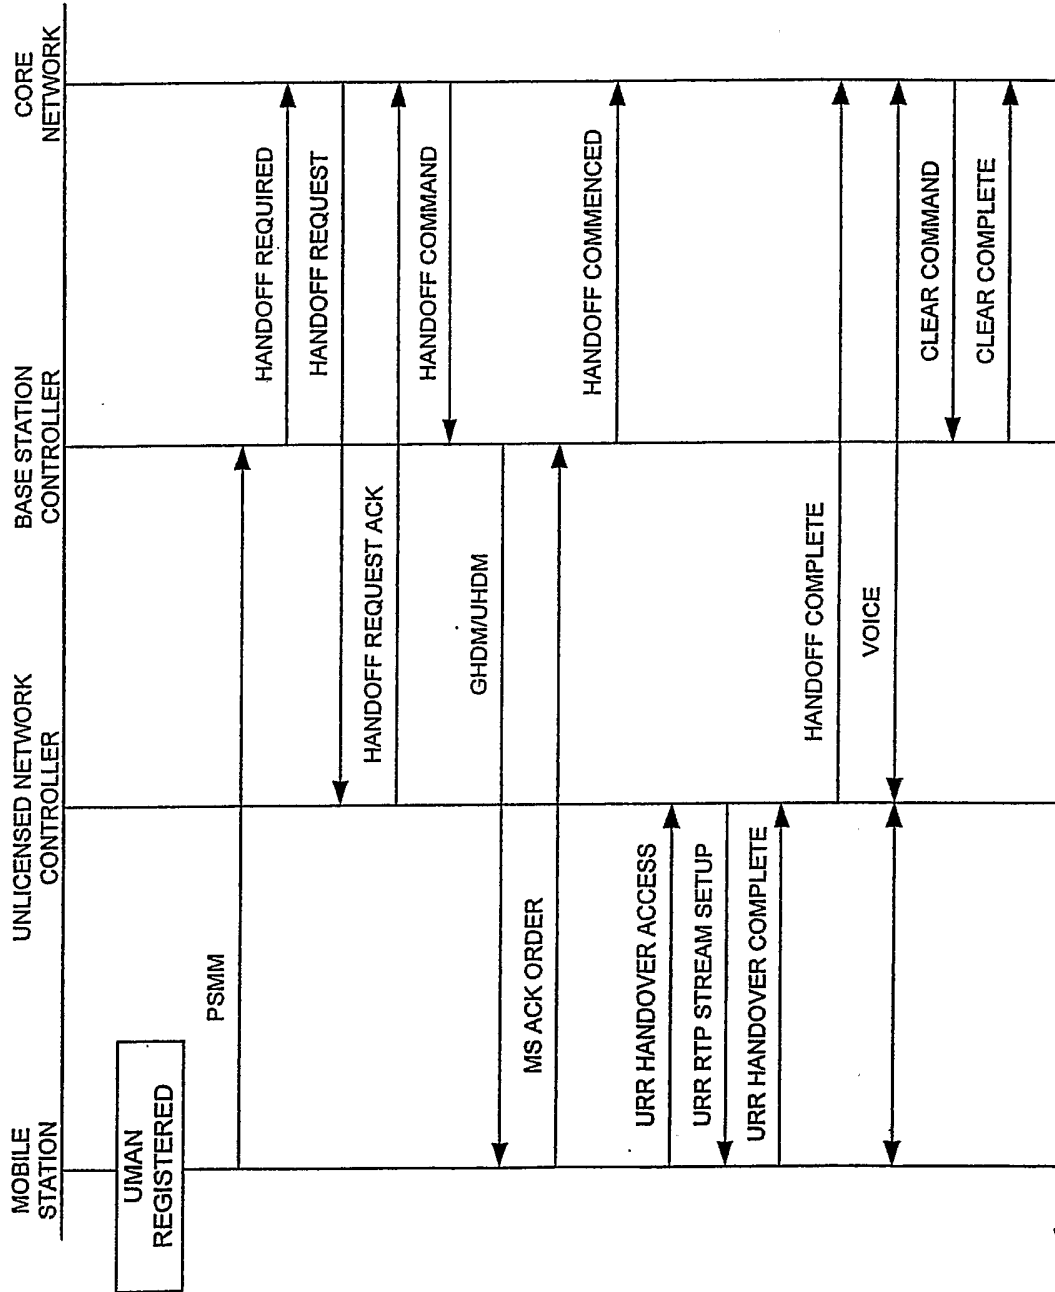 MOBILE
STATION
UNLICENSED NETWORK
CONTROLLER
BASE STATION
CONTROLLER
CORE
NETWORK
UMAN
REGISTERED
PSMM
HANDOFF REQUIRED
HANDOFF REQUEST
HANDOFF REQUEST ACK
HANDOFF COMMAND
GHDM/UHDM
MS ACK ORDER
HANDOFF COMMENCED
URR HANDOVER ACCESS
URR RTP STREAM SETUP
URR HANDOVER COMPLETE
HANDOFF COMPLETE
VOICE
CLEAR COMMAND
CLEAR COMPLETE